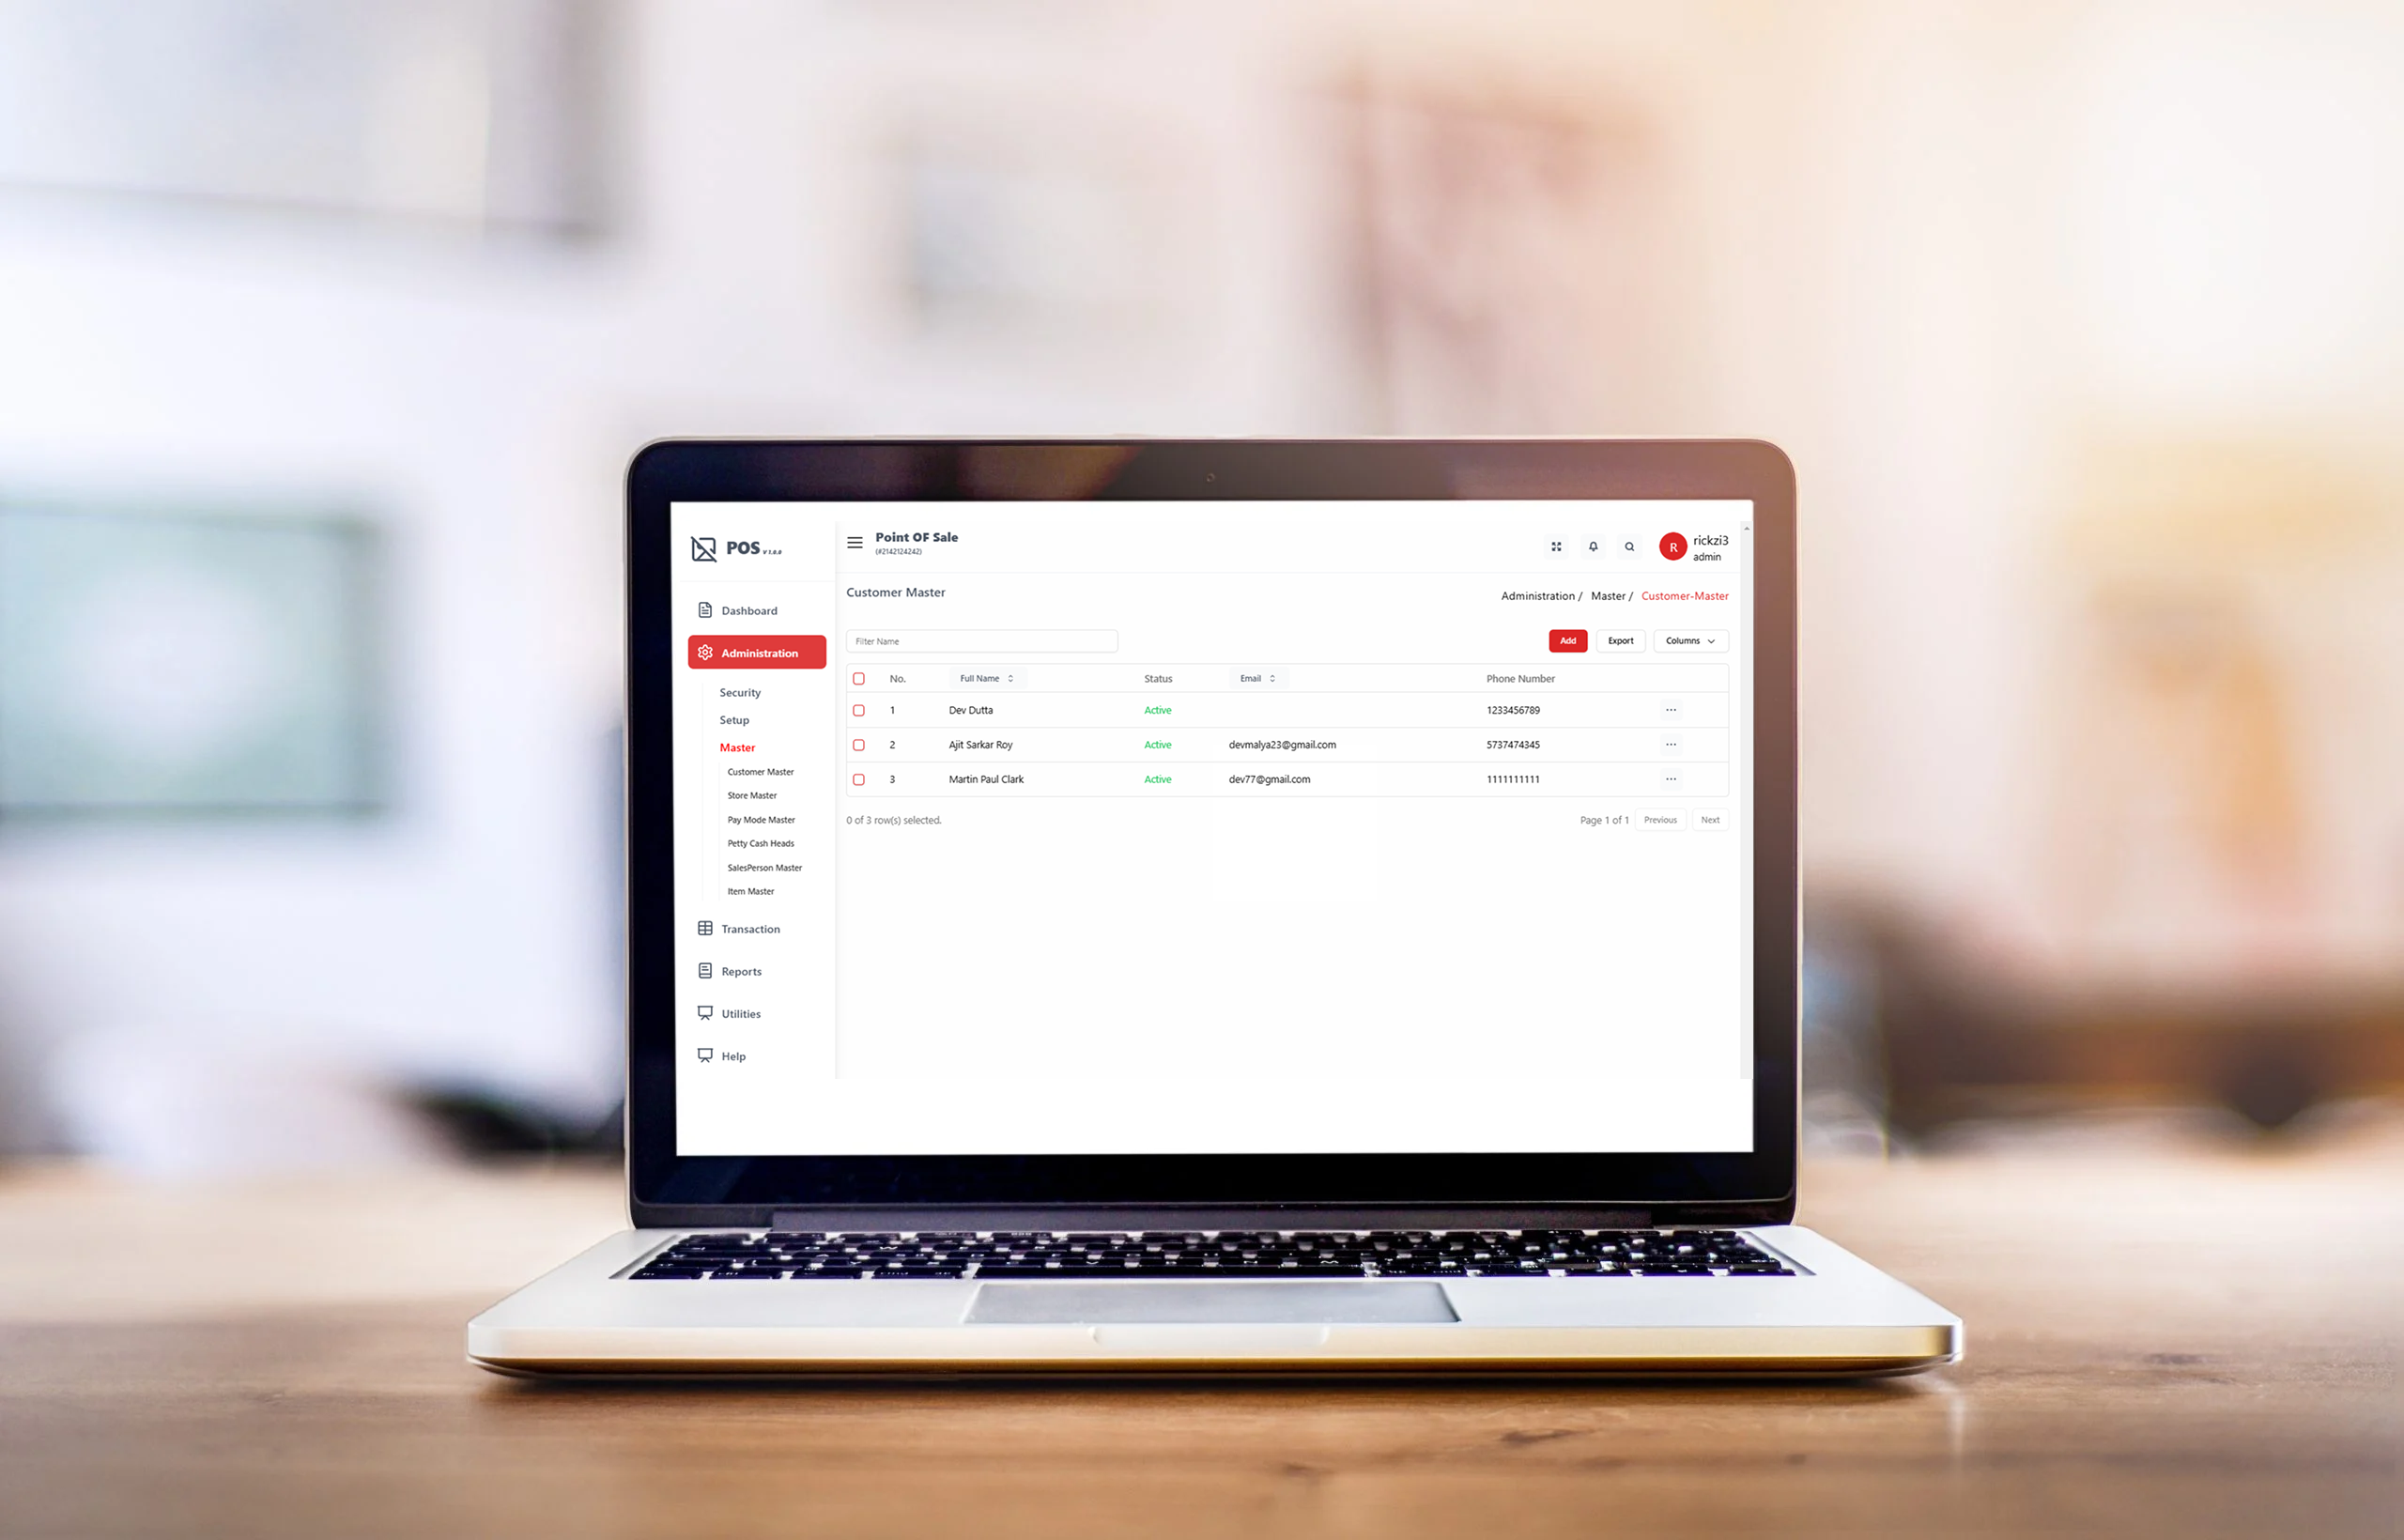 POS V 1.0.0
Point OF Sale
(#2142124242)
R
rickzi3
admin
Dashboard
Administration
Security
Setup
Master
Customer Master
Store Master
Pay Mode Master
Petty Cash Heads
SalesPerson Master
Item Master
Transaction
Reports
Utilities
Help
Customer Master
Administration / Master / Customer-Master
Filter Name
Add Export Columns
No. Full Name Status Email Phone Number
1 Dev Dutta Active 1233456789 ...
2 Ajit Sarkar Roy Active devmalya23@gmail.com 5737474345 ...
3 Martin Paul Clark Active dev77@gmail.com 1111111111 ...
0 of 3 row(s) selected.
Page 1 of 1 Previous Next